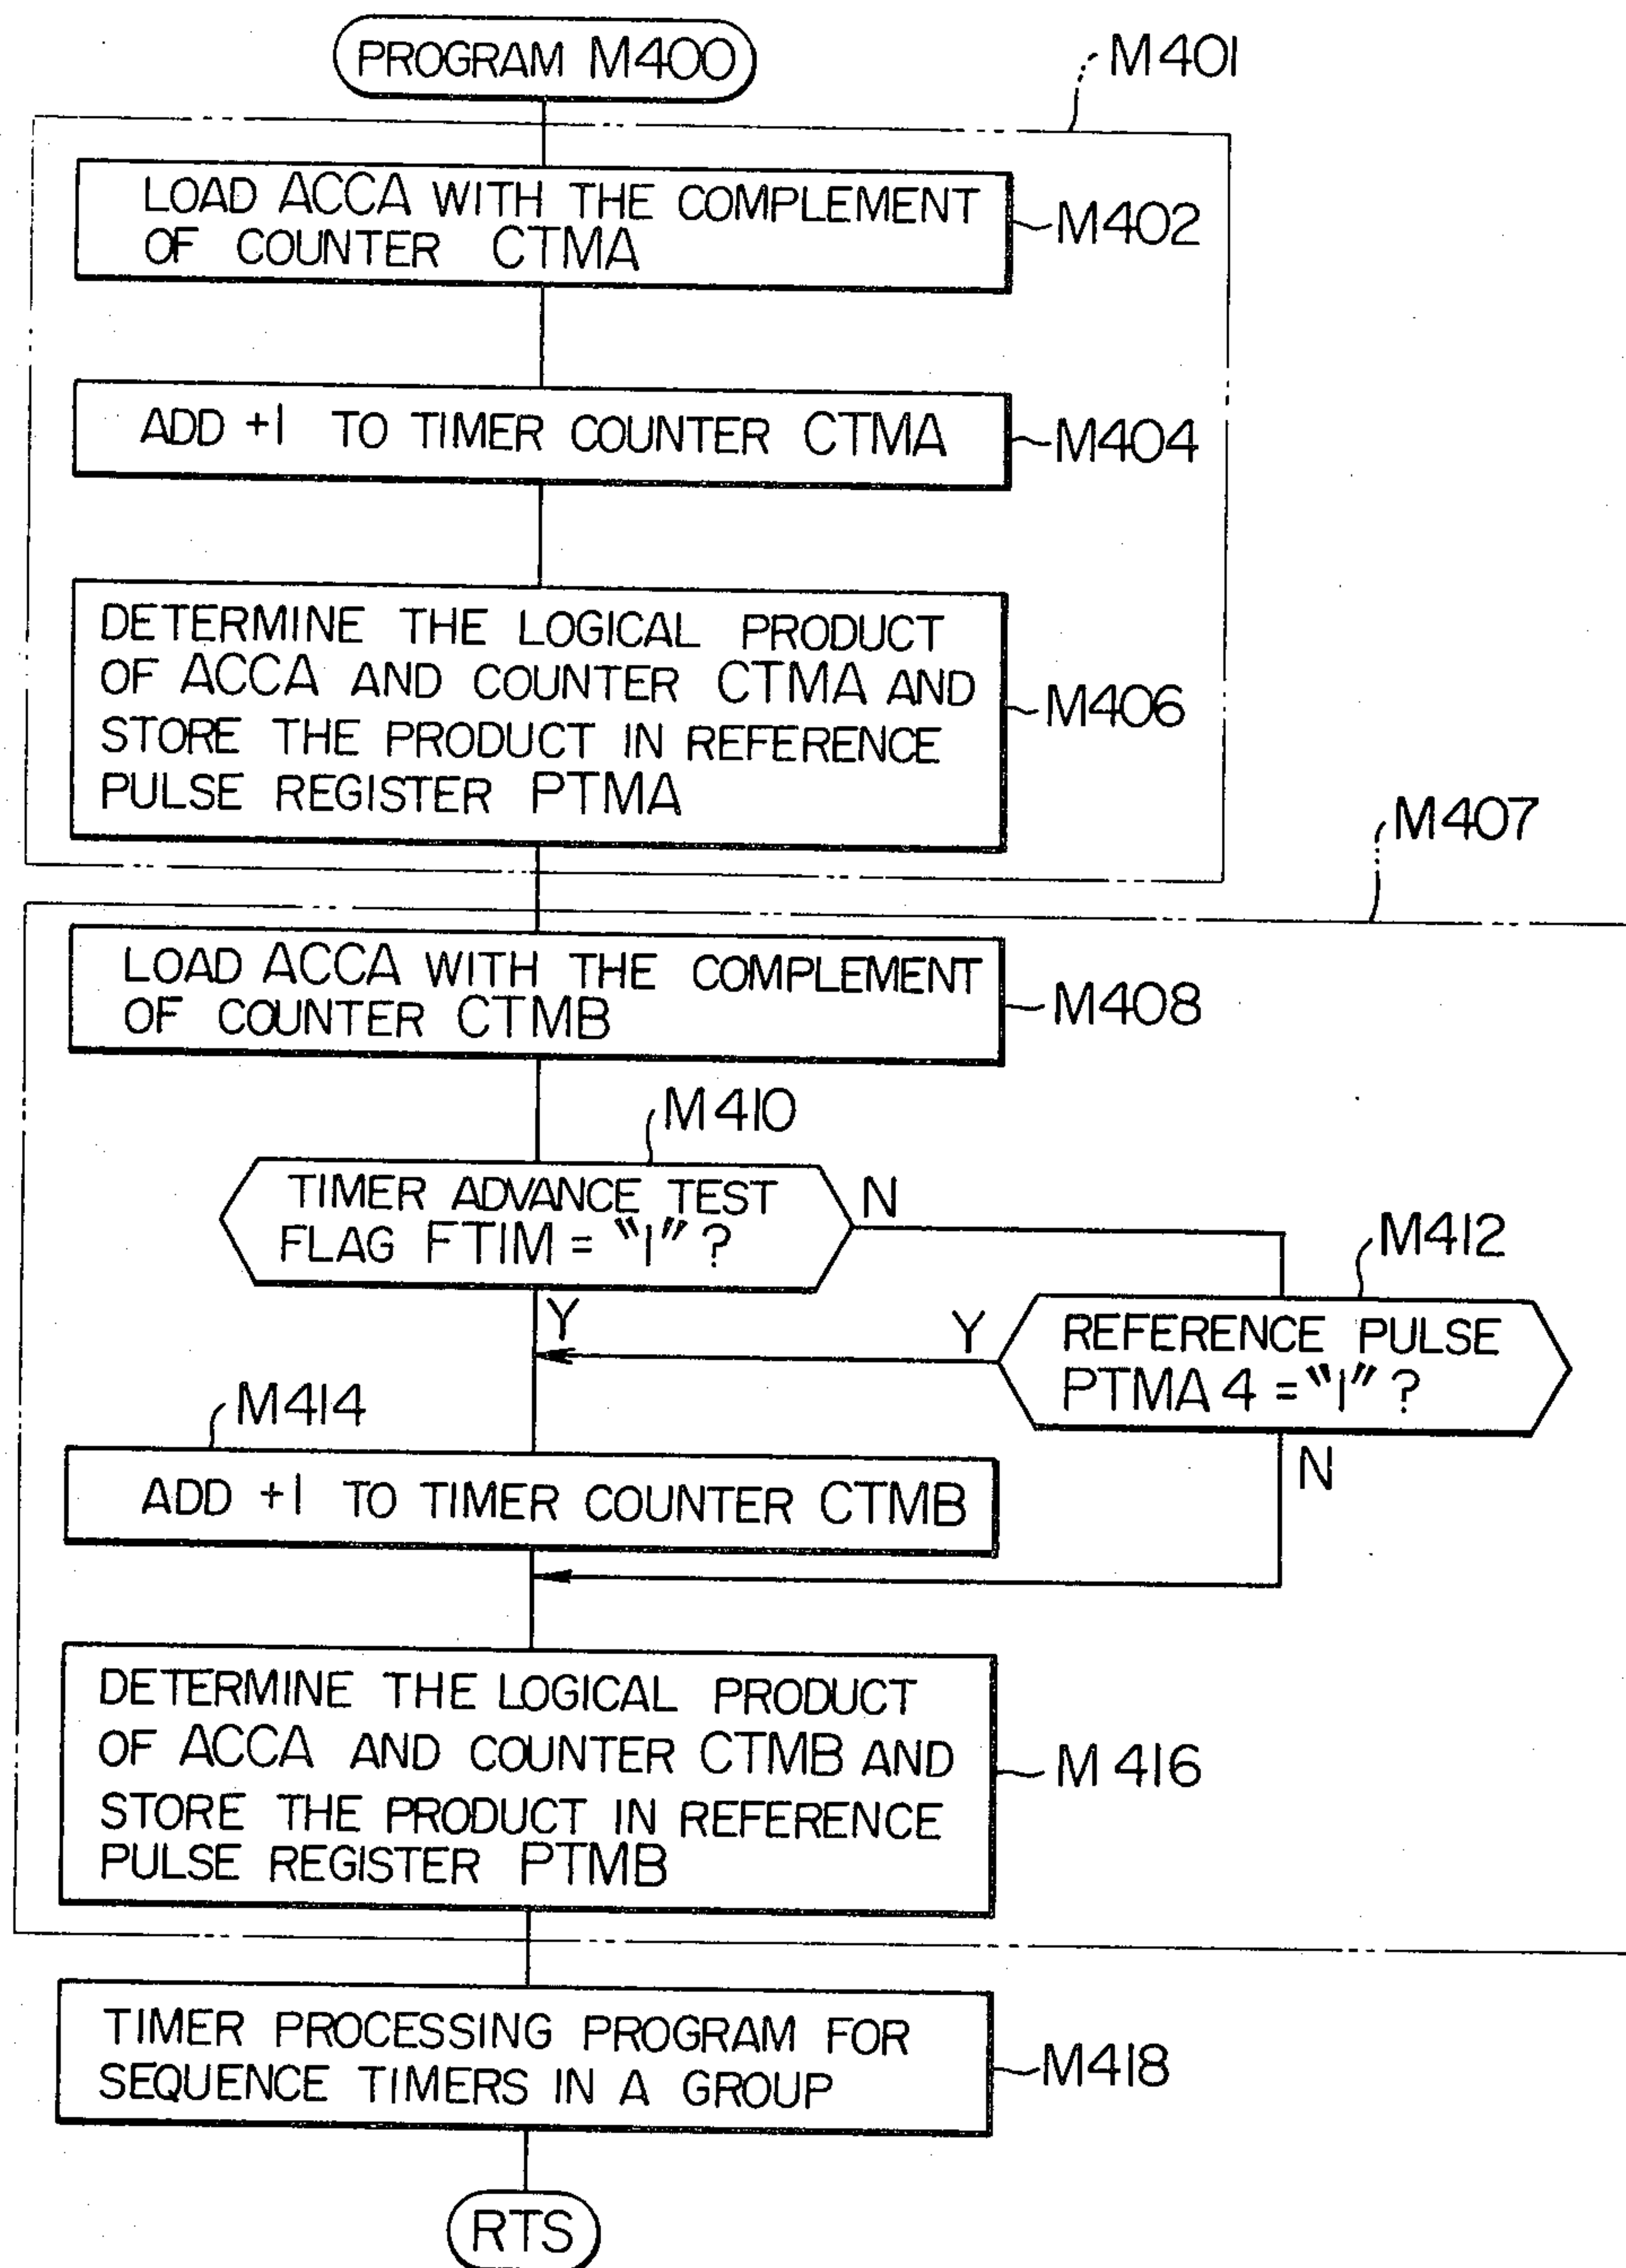 PROGRAM M400
M401
LOAD ACCA WITH THE COMPLEMENT
OF COUNTER CTMA
M402
ADD +1 TO TIMER COUNTER CTMA
M404
DETERMINE THE LOGICAL PRODUCT
OF ACCA AND COUNTER CTMA AND
STORE THE PRODUCT IN REFERENCE
PULSE REGISTER PTMA
M406
M407
LOAD ACCA WITH THE COMPLEMENT
OF COUNTER CTMB
M408
M410
TIMER ADVANCE TEST
FLAG FTIM = "1" ?
N
Y
M412
REFERENCE PULSE
PTMA4 = "1" ?
Y
N
M414
ADD +1 TO TIMER COUNTER CTMB
DETERMINE THE LOGICAL PRODUCT
OF ACCA AND COUNTER CTMB AND
STORE THE PRODUCT IN REFERENCE
PULSE REGISTER PTMB
M416
TIMER PROCESSING PROGRAM FOR
SEQUENCE TIMERS IN A GROUP
M418
RTS